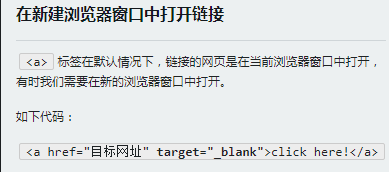 在新建浏览器窗口中打开链接
<a> 标签在默认情况下，链接的网页是在当前浏览器窗口中打开，
有时我们需要在新的浏览器窗口中打开。
如下代码：
<a href="目标网址" target="_blank">click here!</a>